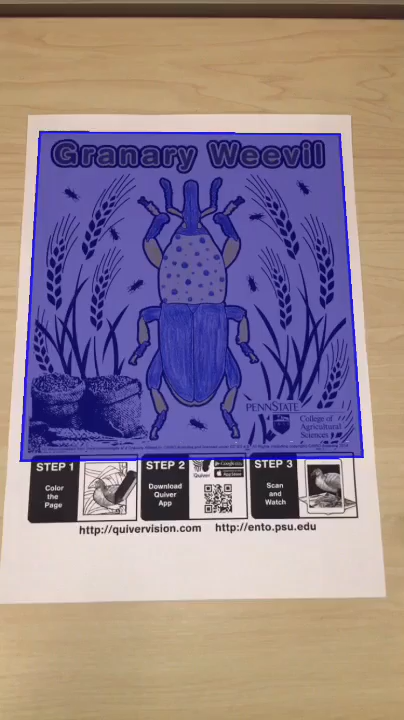 Granary Weevil
PENNSTATE
College of
Agricultural
Sciences
STEP 1
Color
the
Page
STEP 2
Download
Quiver
App
Quiver
STEP 3
Scan
and
Watch
http://quivervision.com http://ento.psu.edu